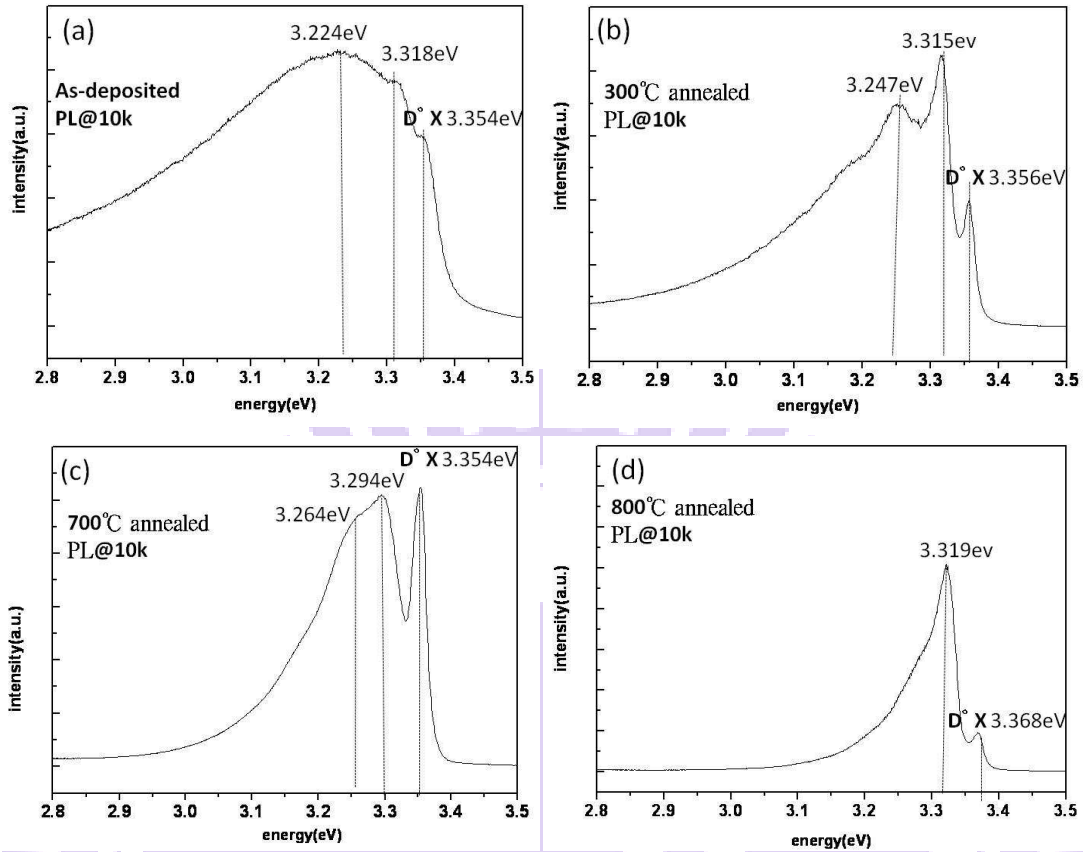 (a)
3.224eV
3.318eV
As-deposited
PL@10k
D° X 3.354eV
intensity(a.u.)
2.8 2.9 3.0 3.1 3.2 3.3 3.4 3.5
energy(eV)
(b)
3.315ev
3.247eV
300℃ annealed
PL@10k
D° X 3.356eV
intensity(a.u.)
2.8 2.9 3.0 3.1 3.2 3.3 3.4 3.5
energy(eV)
(c)
D° X 3.354eV
3.294eV
3.264eV
700℃ annealed
PL@10k
intensity(a.u.)
2.8 2.9 3.0 3.1 3.2 3.3 3.4 3.5
energy(eV)
(d)
800℃ annealed
PL@10k
3.319ev
D° X 3.368eV
intensity(a.u.)
2.8 2.9 3.0 3.1 3.2 3.3 3.4 3.5
energy(eV)